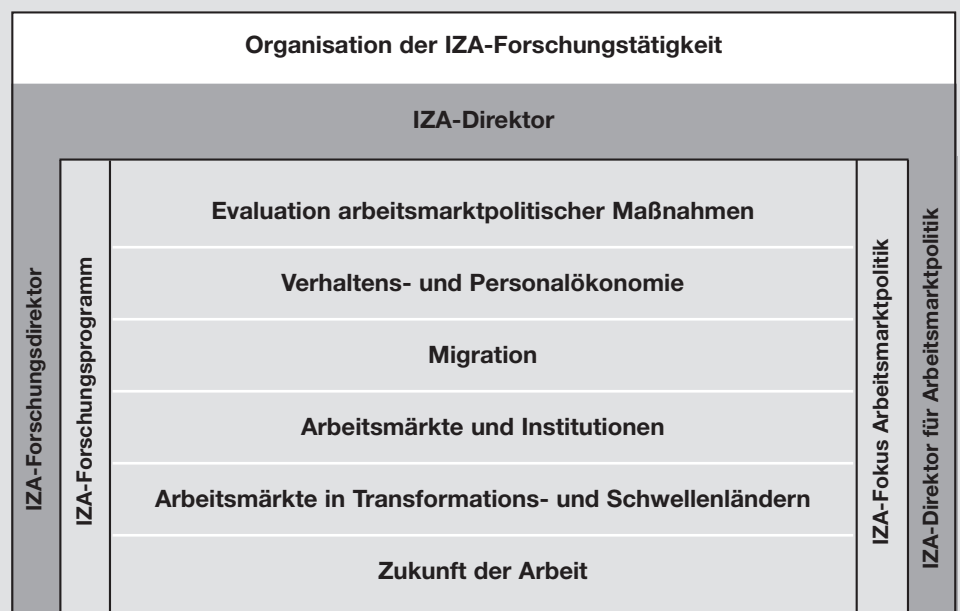 Organisation der IZA-Forschungstätigkeit
IZA-Direktor
IZA-Forschungsdirektor
IZA-Forschungsprogramm
Evaluation arbeitsmarktpolitischer Maßnahmen
Verhaltens- und Personalökonomie
Migration
Arbeitsmärkte und Institutionen
Arbeitsmärkte in Transformations- und Schwellenländern
Zukunft der Arbeit
IZA-Fokus Arbeitsmarktpolitik
IZA-Direktor für Arbeitsmarktpolitik